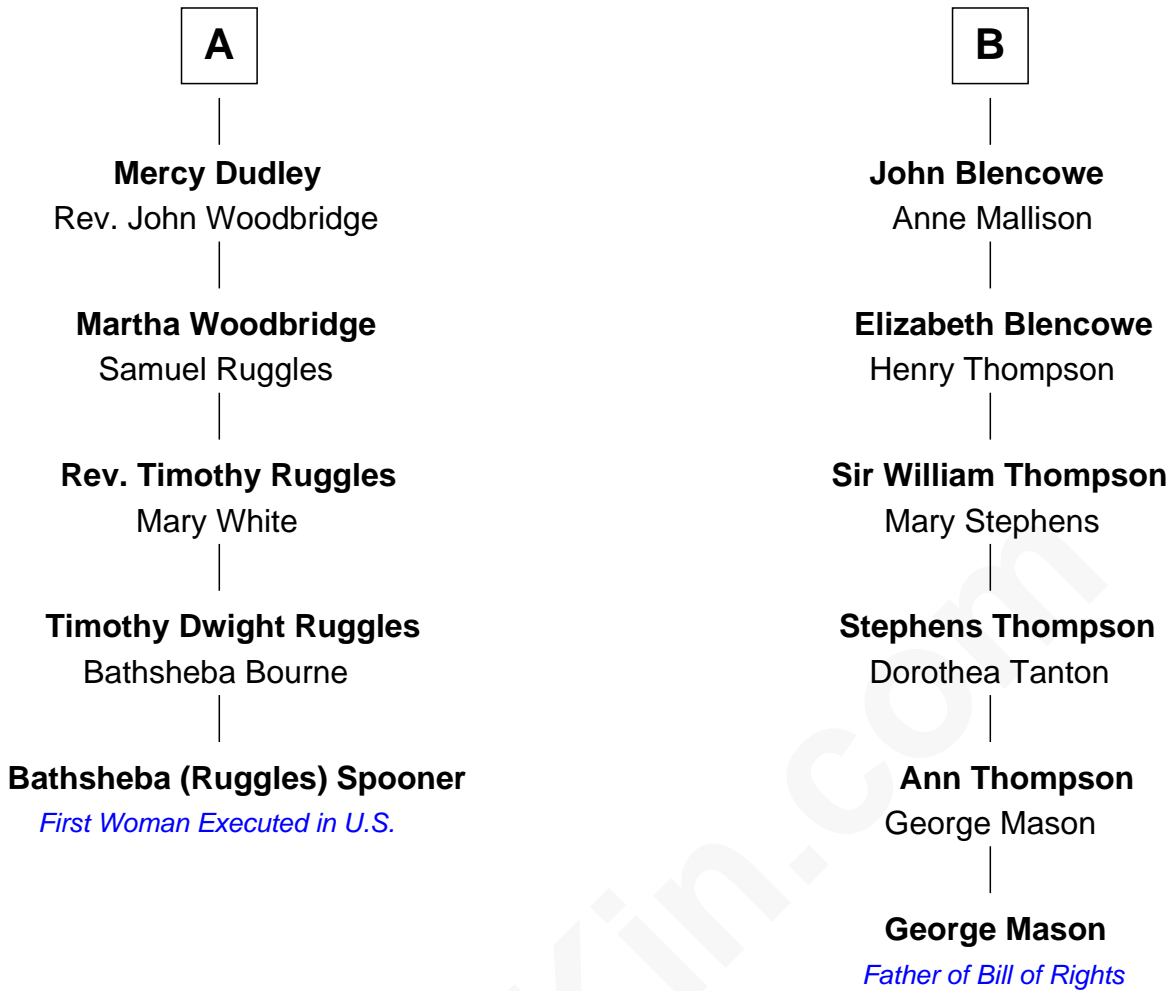 A
Mercy Dudley
Rev. John Woodbridge
Martha Woodbridge
Samuel Ruggles
Rev. Timothy Ruggles
Mary White
Timothy Dwight Ruggles
Bathsheba Bourne
Bathsheba (Ruggles) Spooner
First Woman Executed in U.S.
B
John Blencowe
Anne Mallison
Elizabeth Blencowe
Henry Thompson
Sir William Thompson
Mary Stephens
Stephens Thompson
Dorothea Tanton
Ann Thompson
George Mason
George Mason
Father of Bill of Rights
Kin.com